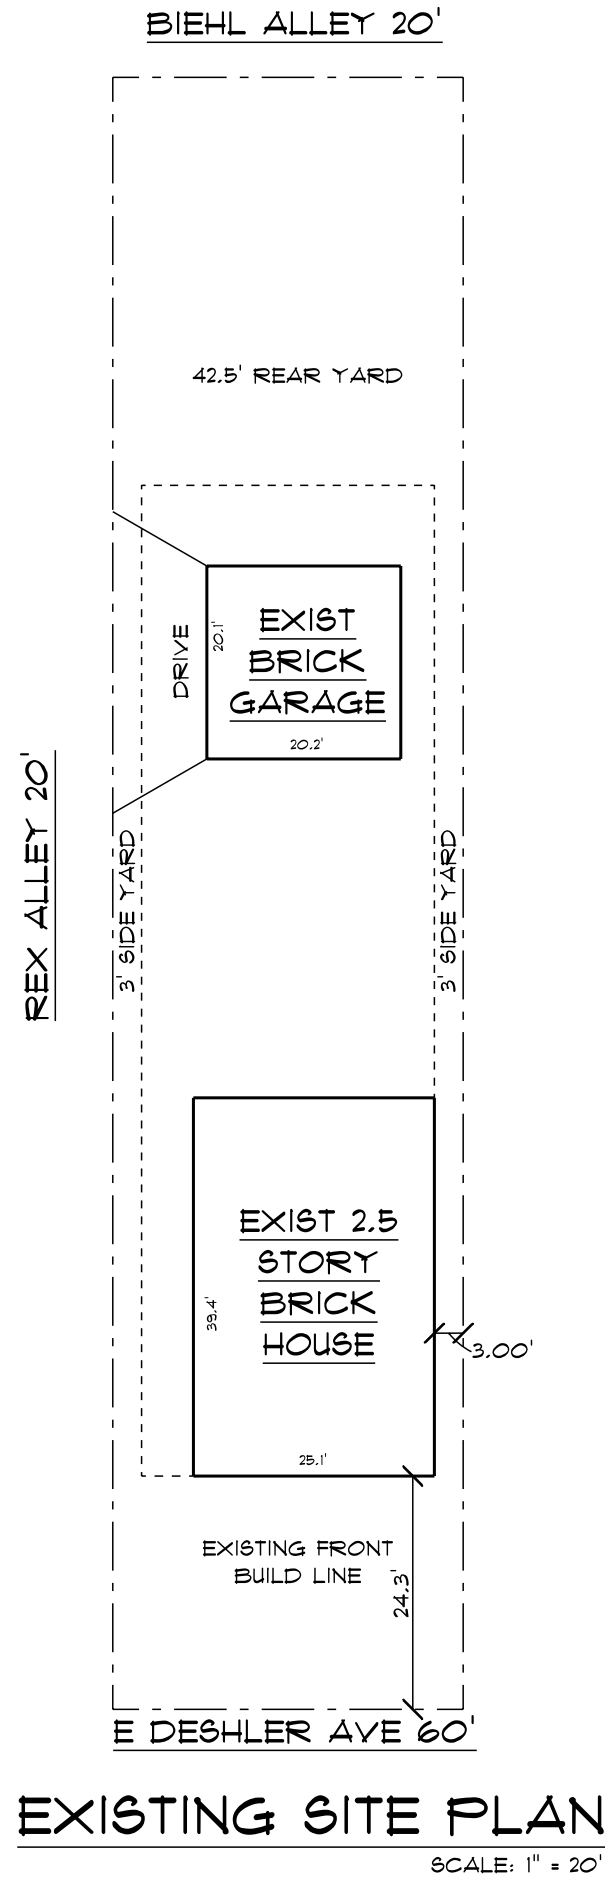 BIEHL ALLEY 20'
42.5' REAR YARD
DRIVE
20.1'
EXIST
BRICK
GARAGE
20.2'
REX ALLEY 20'
3' SIDE YARD
3' SIDE YARD
EXIST 2.5
STORY
BRICK
HOUSE
39.4'
3.00'
25.1'
EXISTING FRONT
BUILD LINE
24.3'
E DESHLER AVE 60'
EXISTING SITE PLAN
SCALE: 1" = 20'